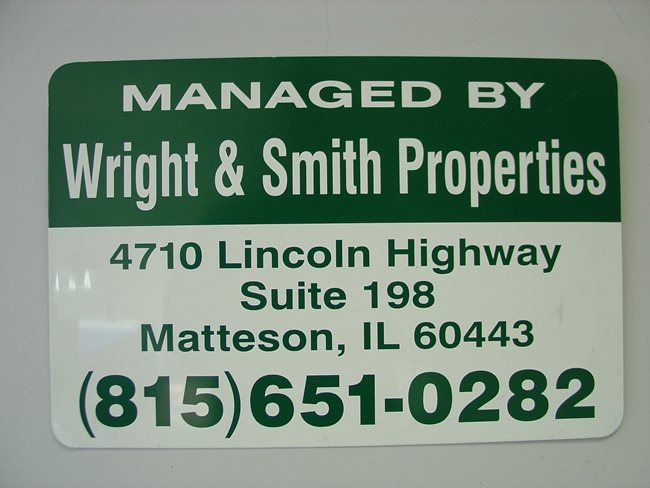 MANAGED BY
Wright & Smith Properties
4710 Lincoln Highway
Suite 198
Matteson, IL 60443
(815)651-0282